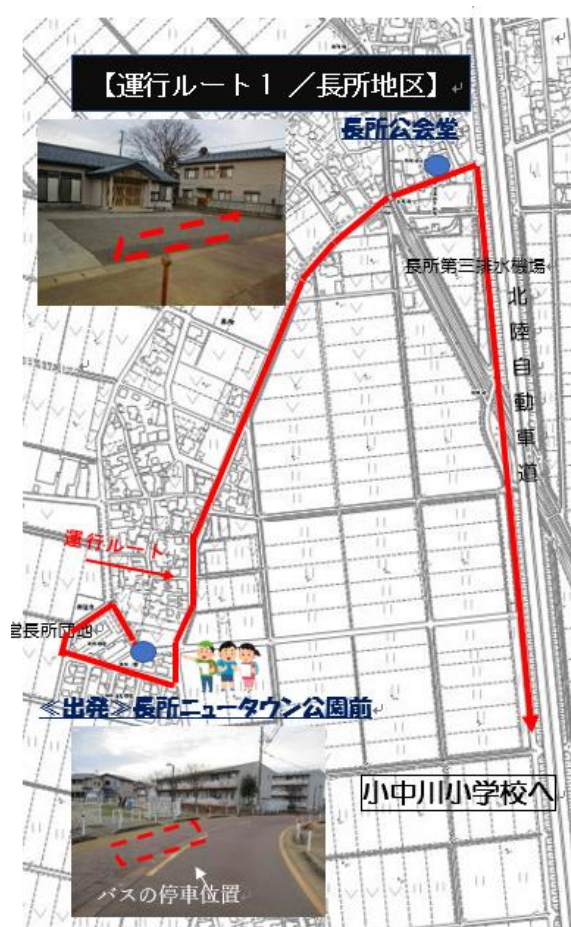 【運行ルート１ ／長所地区】
長所公会堂
長所第三排水機場
北陸自動車道
長所
運行ルート
営長所団地
≪出発≫長所ニュータウン公園前
小中川小学校へ
バスの停車位置